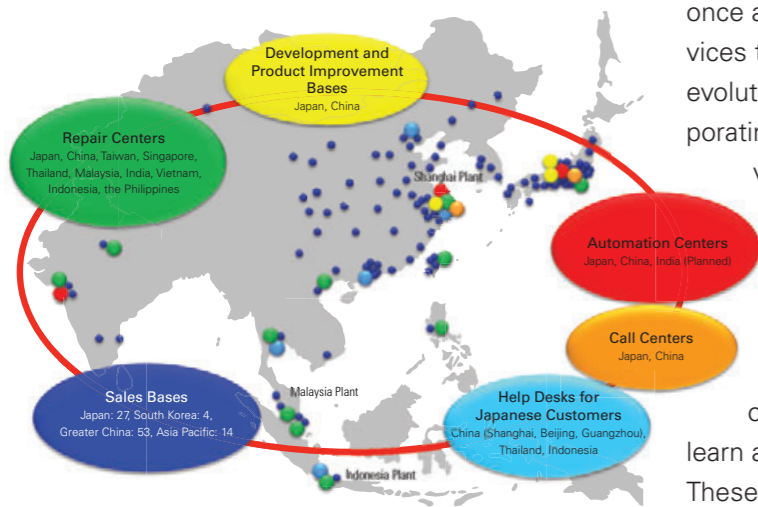 Development and
Product Improvement
Bases
Japan, China
Repair Centers
Japan, China, Taiwan, Singapore,
Thailand, Malaysia, India, Vietnam,
Indonesia, the Philippines
Shanghai Plant
Automation Centers
Japan, China, India (Planned)
Call Centers
Japan, China
Sales Bases
Japan: 27, South Korea: 4,
Greater China: 53, Asia Pacific: 14
Malaysia Plant
Help Desks for
Japanese Customers
China (Shanghai, Beijing, Guangzhou),
Thailand, Indonesia
Indonesia Plant
once a
vices t
evolut
porating
v
c
learn a
These